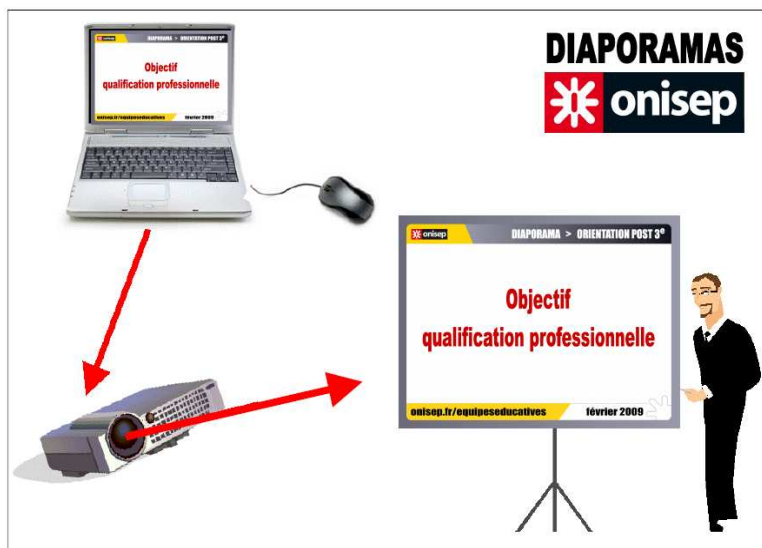 DIAPORAMAS
onisep
onisep
DIAPORAMA > ORIENTATION POST 3e
Objectif
qualification professionnelle
onisep.fr/equipeseducatives
février 2009
onisep
DIAPORAMA > ORIENTATION POST 3e
Objectif
qualification professionnelle
onisep.fr/equipeseducatives
février 2009